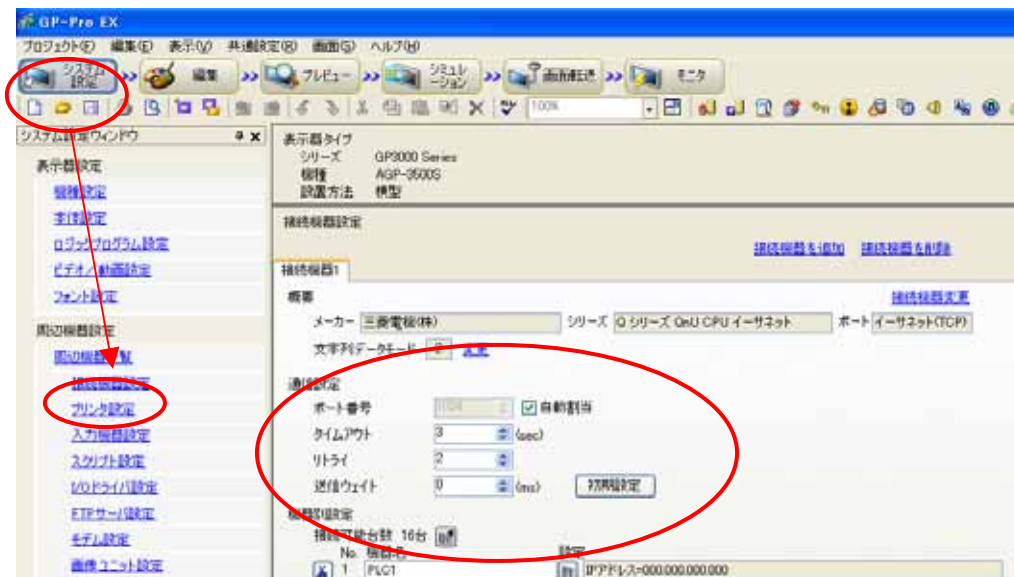 GP-Pro EX
プロジェクト(F) 編集(E) 表示(V) 共通設定(R) 画面(G) ヘルプ(H)
システム設定 » 編集 » プレビュー » シミュレーション » 画面転送 » モニタ
100%
システム設定ウィンドウ
表示器設定
機種設定
本体設定
ロジックプログラム設定
ビデオ/動画設定
フォント設定
周辺機器設定
周辺機器一覧
接続機器設定
プリンタ設定
入力機器設定
スクリプト設定
I/Oドライバ設定
FTPサーバ設定
モデム設定
画像ユニット設定
表示器タイプ
シリーズ GP3000 Series
機種 AGP-3500S
設置方法 横型
接続機器設定
接続機器を追加 接続機器を削除
接続機器1
概要 接続機器変更
メーカー 三菱電機(株) シリーズ Q シリーズ QnU CPU イーサネット ポート イーサネット(TCP)
文字列データモード 2 変更
通信設定
ポート番号 1024 自動割当
タイムアウト 3 (sec)
リトライ 2
送信ウェイト 0 (ms) 初期設定
機器別設定
接続可能台数 16台
No. 機器名 設定
1 PLC1 IPアドレス=000.000.000.000